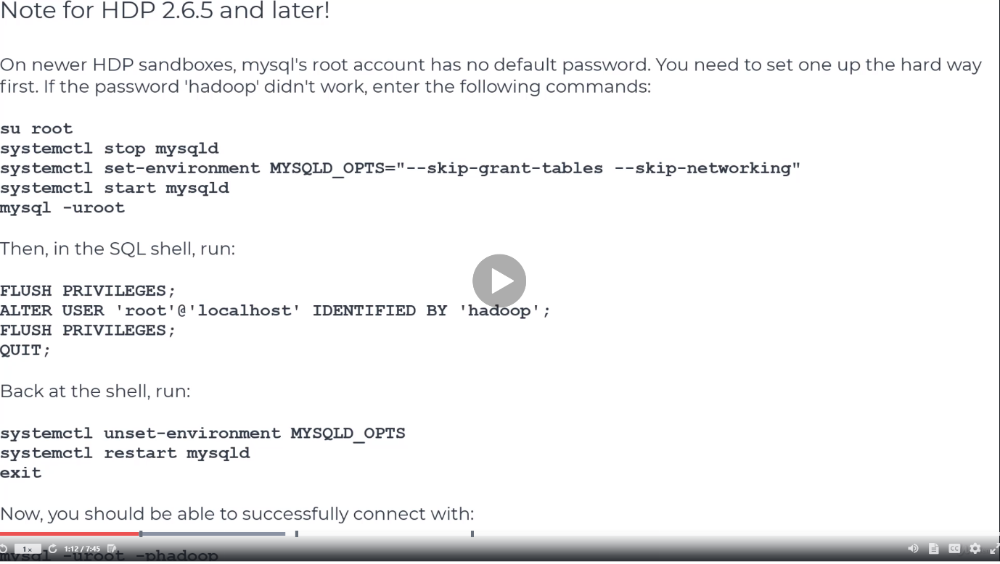 Note for HDP 2.6.5 and later!
On newer HDP sandboxes, mysql's root account has no default password. You need to set one up the hard way
first. If the password 'hadoop' didn't work, enter the following commands:
su root
systemctl stop mysqld
systemctl set-environment MYSQLD_OPTS="--skip-grant-tables --skip-networking"
systemctl start mysqld
mysql -uroot
Then, in the SQL shell, run:
FLUSH PRIVILEGES;
ALTER USER 'root'@'localhost' IDENTIFIED BY 'hadoop';
FLUSH PRIVILEGES;
QUIT;
Back at the shell, run:
systemctl unset-environment MYSQLD_OPTS
systemctl restart mysqld
exit
Now, you should be able to successfully connect with:
1x 1:12 / 7:45 CC
mysql -uroot -phadoop